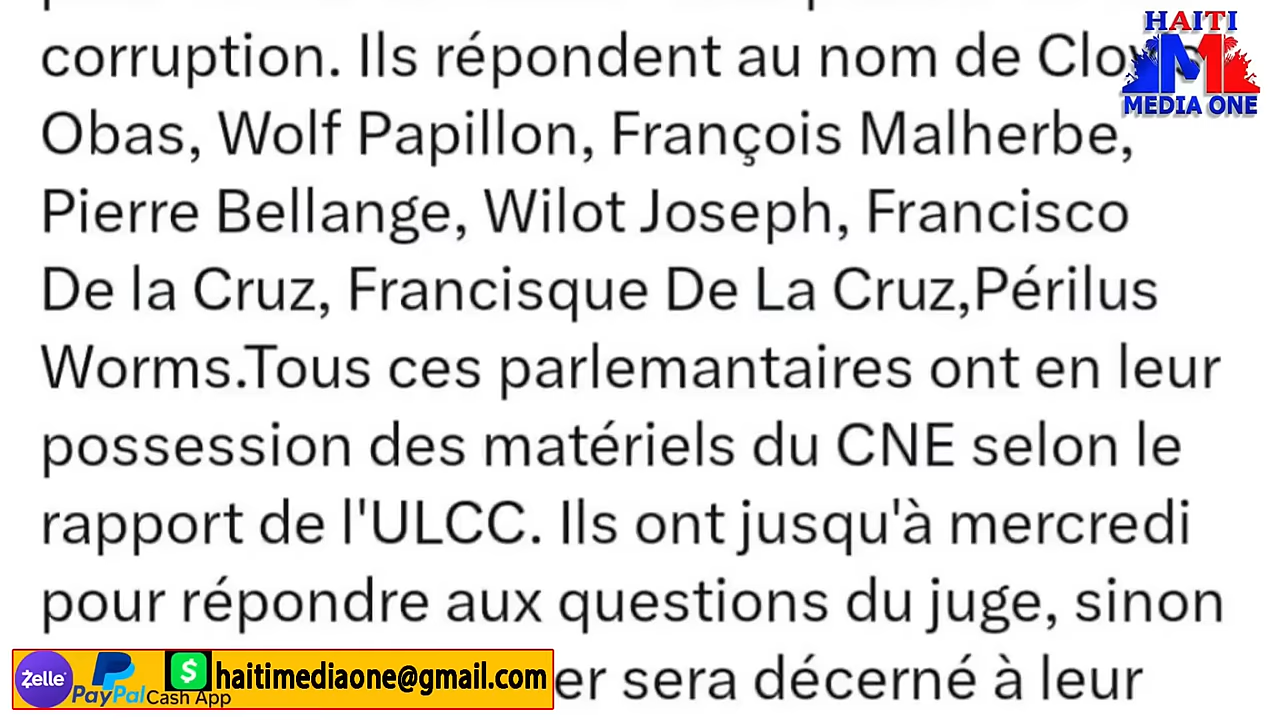 corruption. Ils répondent au nom de
Obas, Wolf Papillon, François Malherbe,
Pierre Bellange, Wilot Joseph, Francisco
De la Cruz, Francisque De La Cruz,Périlus
Worms.Tous ces parlemantaires ont en leur
possession des matériels du CNE selon le
rapport de l'ULCC. Ils ont jusqu'à mercredi
pour répondre aux questions du juge, sinon
er sera décerné à leur
HAITI
M
MEDIA ONE
Zelle
PayPal
$
Cash App
haitimediaone@gmail.com